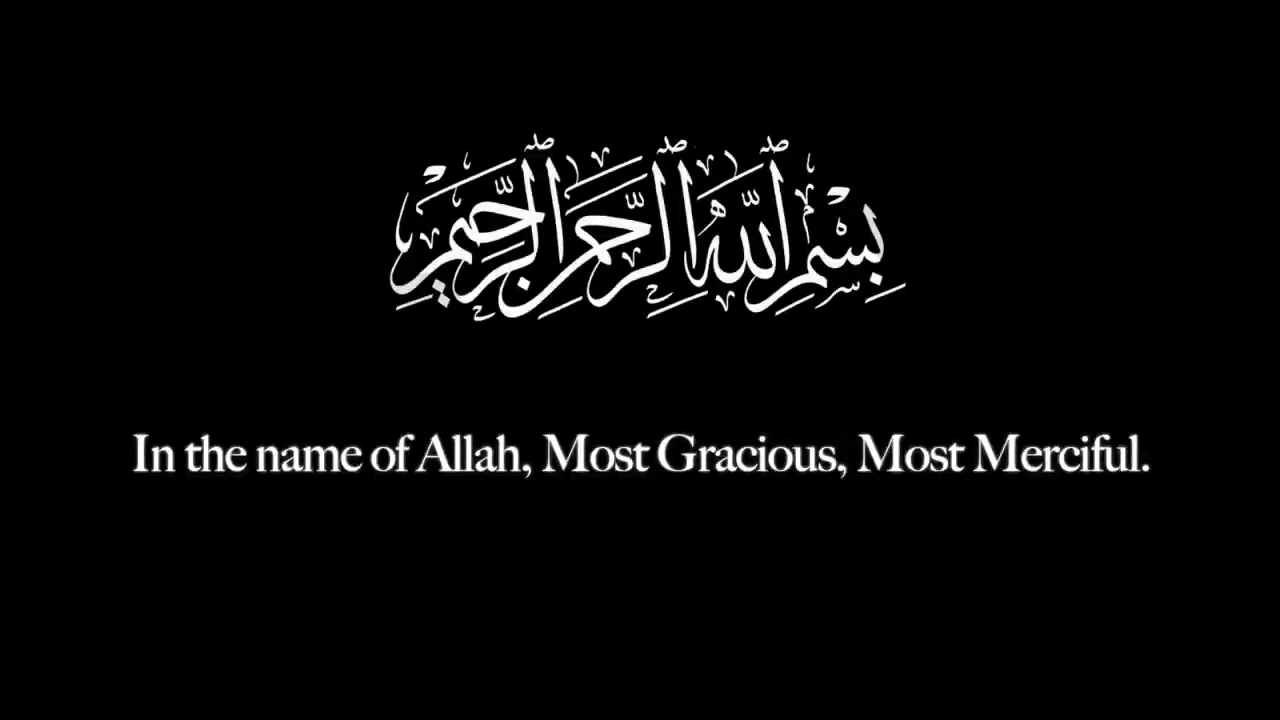 بِسْمِ ٱللَّهِ ٱلرَّحْمَٰنِ ٱلرَّحِيمِ
In the name of Allah, Most Gracious, Most Merciful.